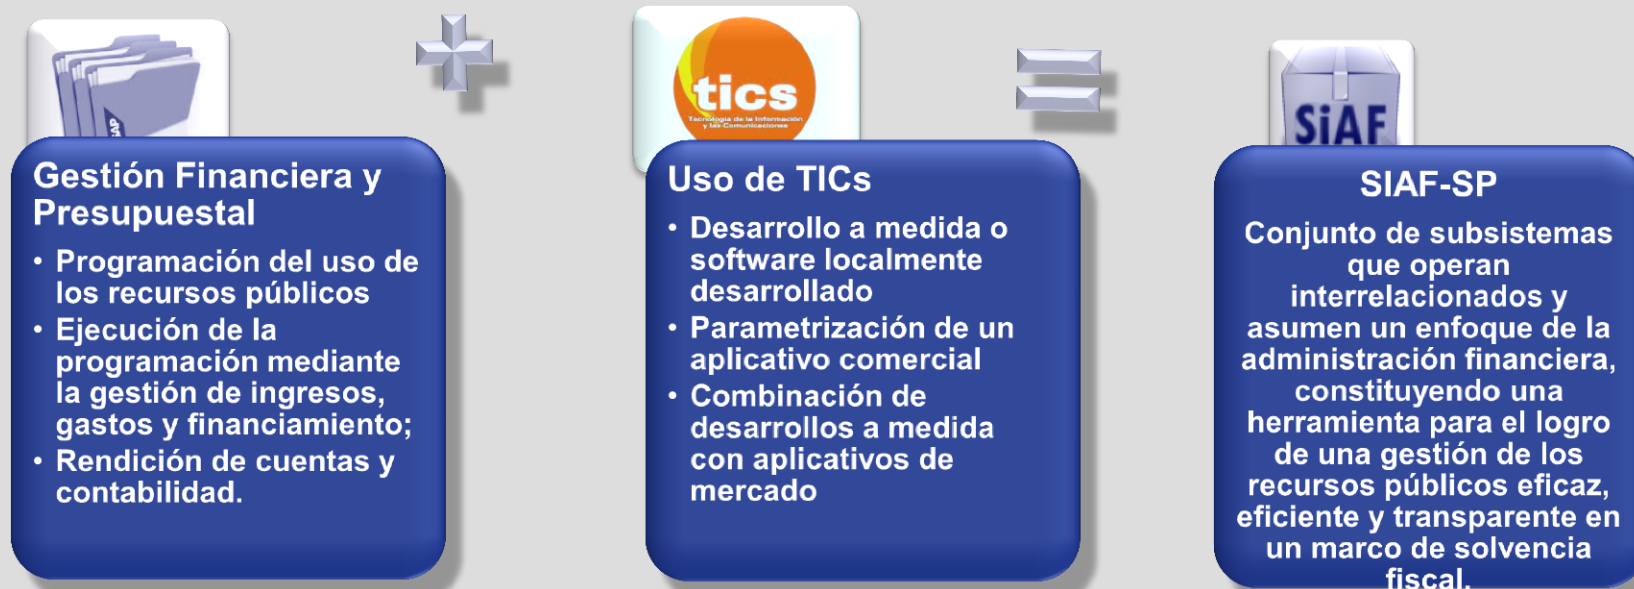 SAP
tics
Tecnología de la Información
y las Comunicaciones
SiAF
Gestión Financiera y
Presupuestal
• Programación del uso de
los recursos públicos
• Ejecución de la
programación mediante
la gestión de ingresos,
gastos y financiamiento;
• Rendición de cuentas y
contabilidad.
Uso de TICs
• Desarrollo a medida o
software localmente
desarrollado
• Parametrización de un
aplicativo comercial
• Combinación de
desarrollos a medida
con aplicativos de
mercado
SIAF-SP
Conjunto de subsistemas
que operan
interrelacionados y
asumen un enfoque de la
administración financiera,
constituyendo una
herramienta para el logro
de una gestión de los
recursos públicos eficaz,
eficiente y transparente en
un marco de solvencia
fiscal.